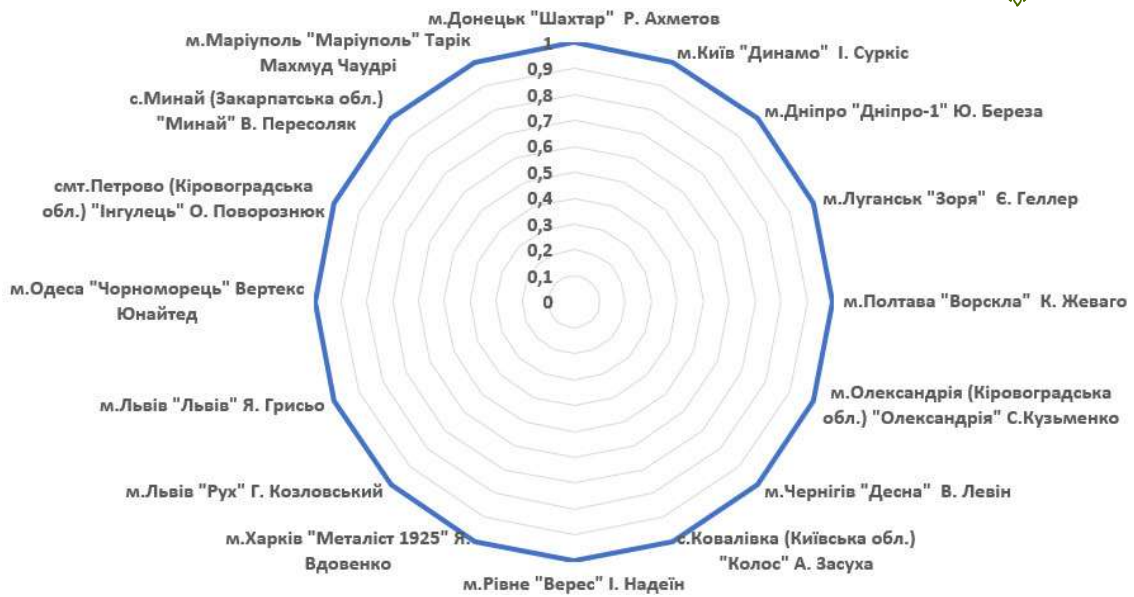 м.Донецьк "Шахтар" Р. Ахметов
м.Київ "Динамо" І. Суркіс
м.Дніпро "Дніпро-1" Ю. Береза
м.Луганськ "Зоря" Є. Геллер
м.Полтава "Ворскла" К. Жеваго
м.Олександрія (Кіровоградська
обл.) "Олександрія" С.Кузьменко
м.Чернігів "Десна" В. Левін
с.Ковалівка (Київська обл.)
"Колос" А. Засуха
м.Рівне "Верес" І. Надеїн
м.Харків "Металіст 1925" Я.
Вдовенко
м.Львів "Рух" Г. Козловський
м.Львів "Львів" Я. Грисьо
м.Одеса "Чорноморець" Вертекс
Юнайтед
смт.Петрово (Кіровоградська
обл.) "Інгулець" О. Поворознюк
с.Минай (Закарпатська обл.)
"Минай" В. Пересоляк
м.Маріуполь "Маріуполь" Тарік
Махмуд Чаудрі
1
0,9
0,8
0,7
0,6
0,5
0,4
0,3
0,2
0,1
0